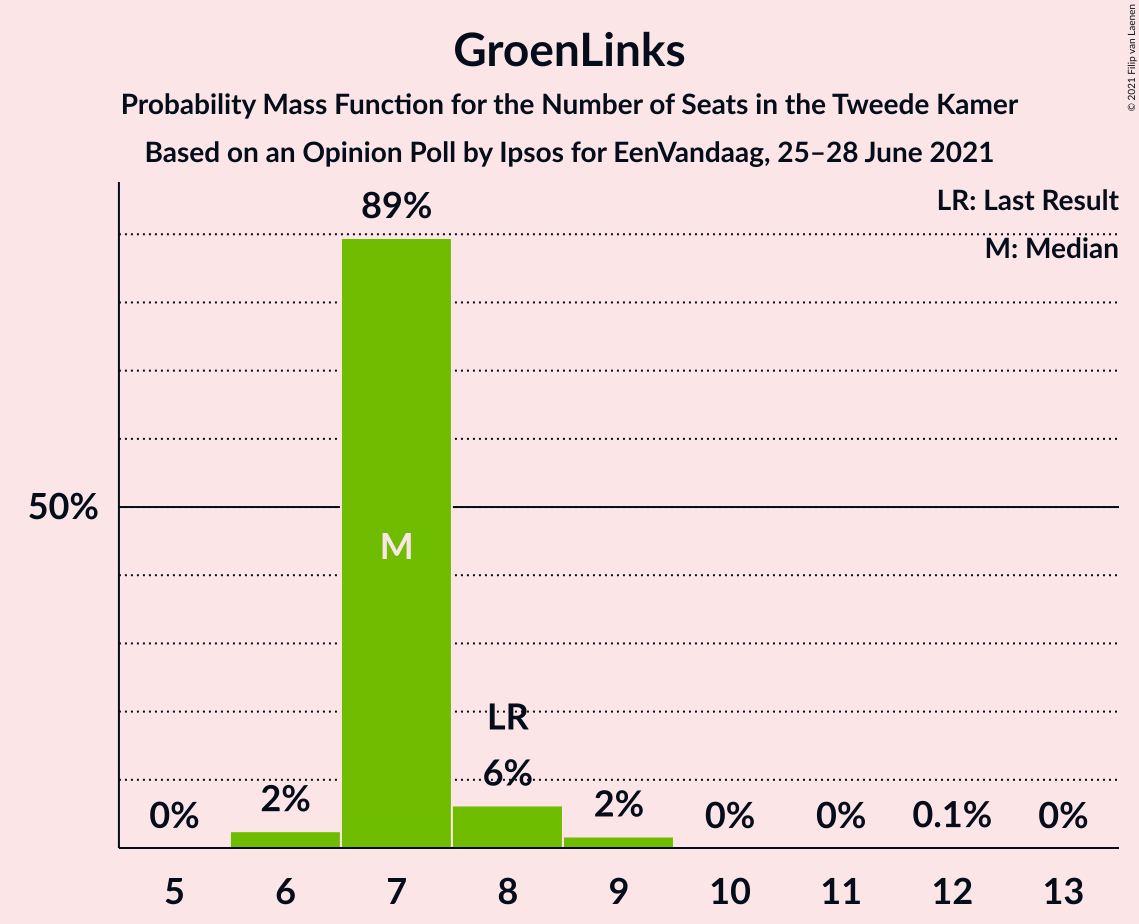 GroenLinks
Probability Mass Function for the Number of Seats in the Tweede Kamer
Based on an Opinion Poll by Ipsos for EenVandaag, 25–28 June 2021
© 2021 Filip van Laenen
LR: Last Result
M: Median
89%
50%
M
LR
0%
2%
6%
2%
0%
0%
0.1%
0%
5 6 7 8 9 10 11 12 13